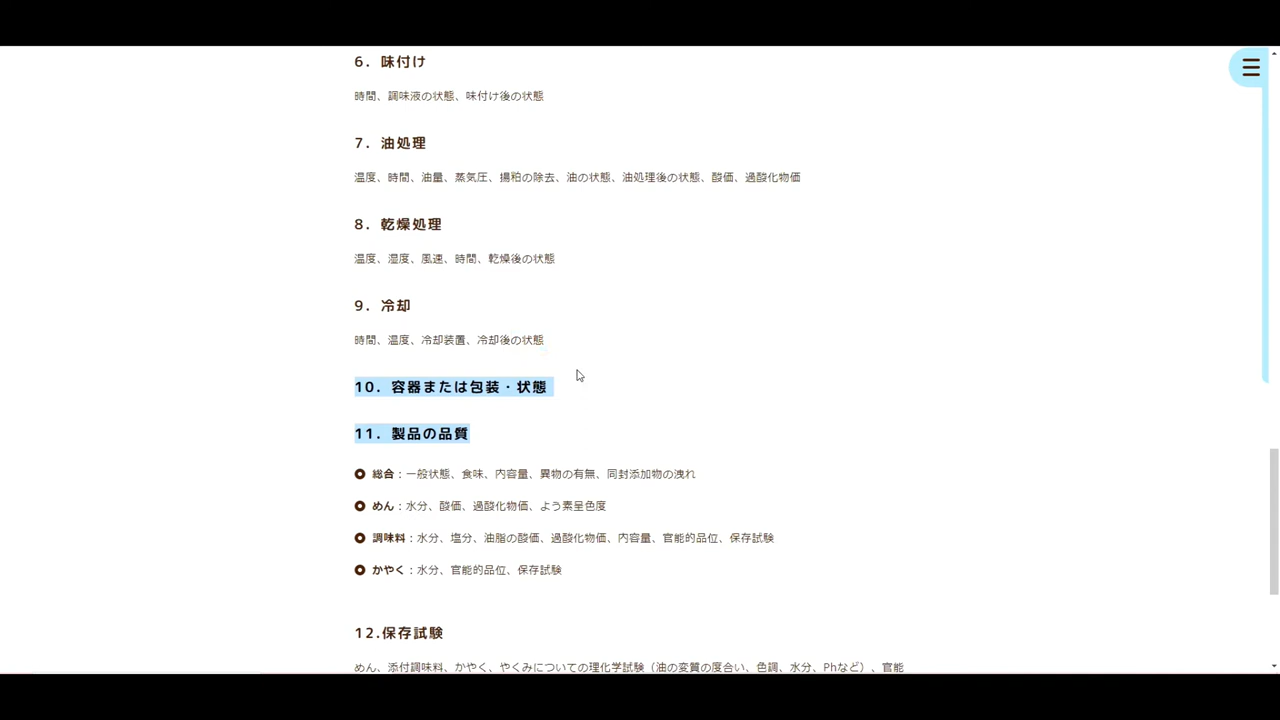 6. 味付け
時間、調味液の状態、味付け後の状態
7. 油処理
温度、時間、油量、蒸気圧、揚粕の除去、油の状態、油処理後の状態、酸価、過酸化物価
8. 乾燥処理
温度、湿度、風速、時間、乾燥後の状態
9. 冷却
時間、温度、冷却装置、冷却後の状態
10. 容器または包装・状態
11. 製品の品質
総合：一般状態、食味、内容量、異物の有無、同封添加物の洩れ
めん：水分、酸価、過酸化物価、よう素呈色度
調味料：水分、塩分、油脂の酸価、過酸化物価、内容量、官能的品位、保存試験
かやく：水分、官能的品位、保存試験
12.保存試験
めん、添付調味料、かやく、やくみについての理化学試験（油の変質の度合い、色調、水分、Phなど）、官能